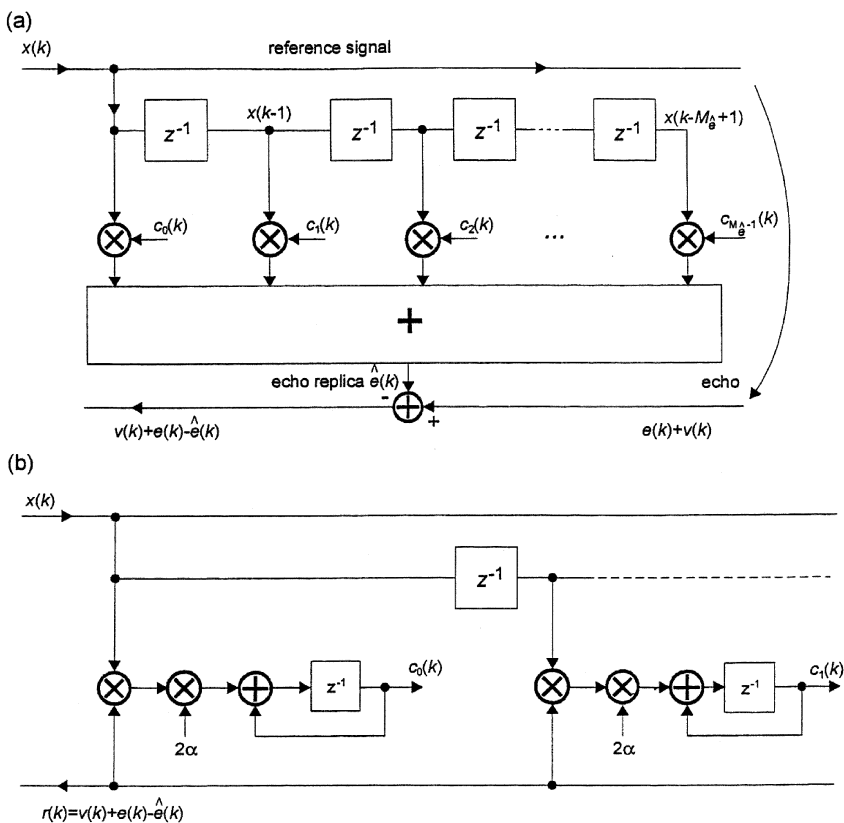 (a)
x(k) reference signal
z⁻¹ x(k-1) z⁻¹ z⁻¹ z⁻¹ x(k-M_ê+1)
c₀(k) c₁(k) c₂(k) ... c_{M_ê-1}(k)
+
echo replica ê(k) - echo
+
v(k)+e(k)-ê(k) e(k)+v(k)
(b)
x(k)
z⁻¹
z⁻¹ c₀(k) z⁻¹ c₁(k)
2α 2α
r(k)=v(k)+e(k)-ê(k)